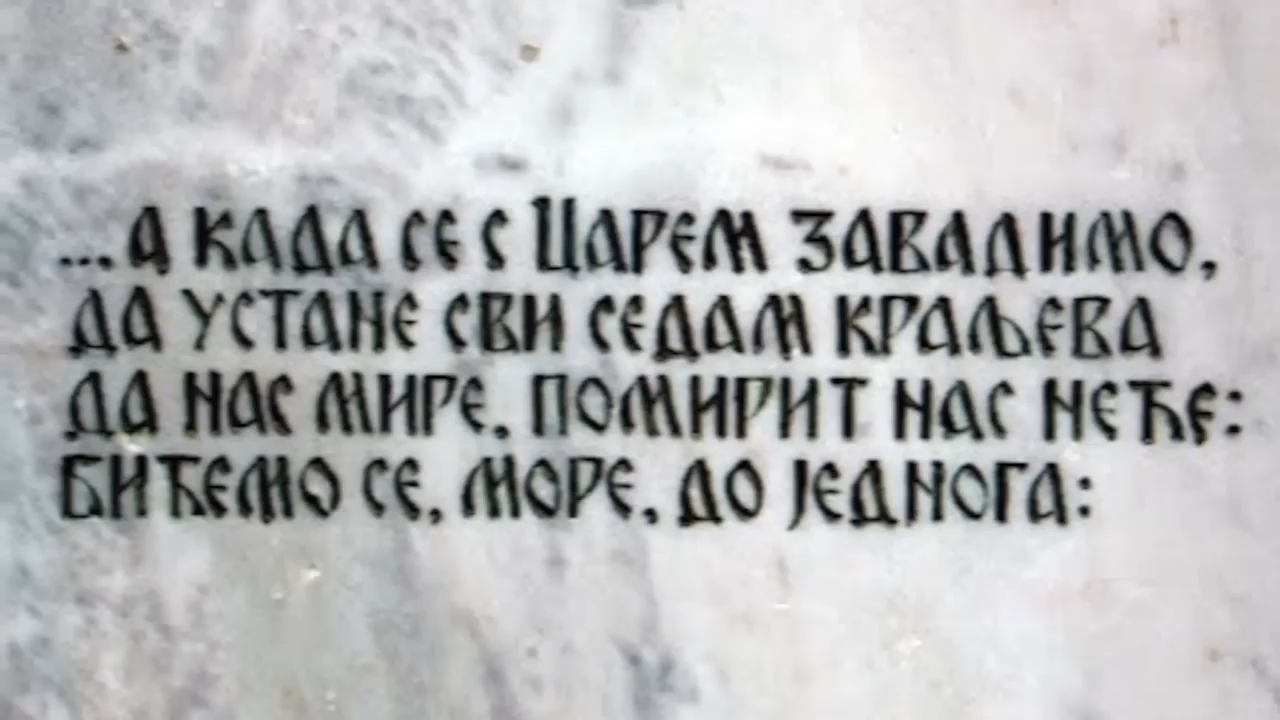 ...А КАДА СЕ С ЦАРЕМ ЗАВАДИМО,
ДА УСТАНЕ СВИ СЕДАМ КРАЉЕВА
ДА НАС МИРЕ, ПОМИРИТ НАС НЕЋЕ:
БИЋЕМО СЕ, МОРЕ, ДО ЈЕДНОГА: